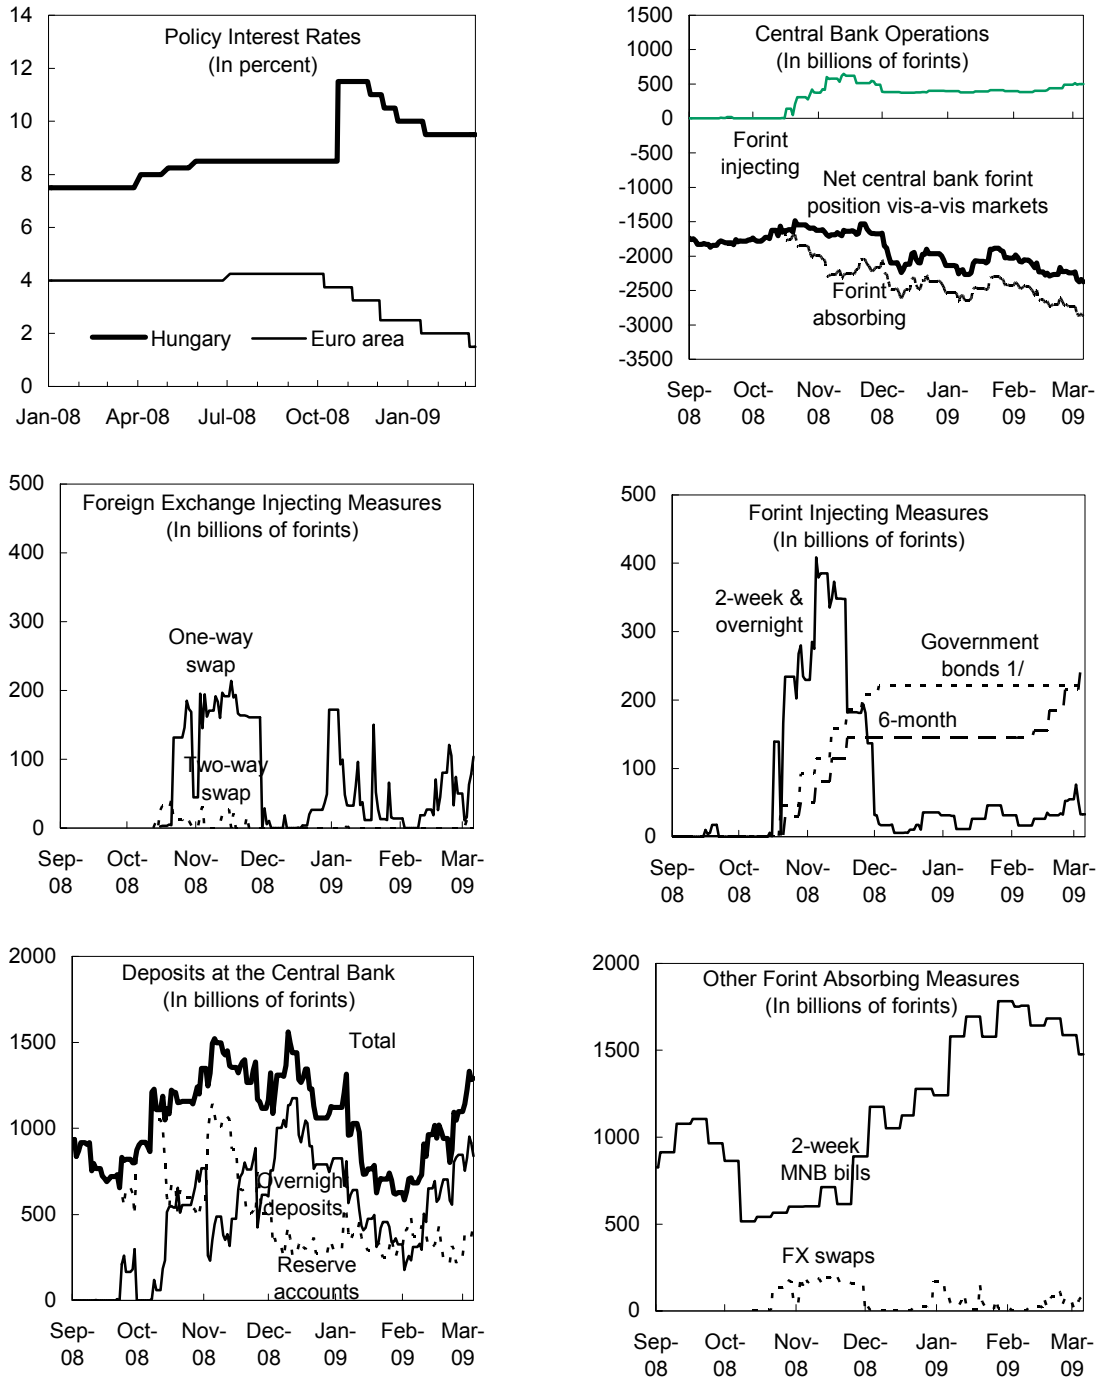 Policy Interest Rates
(In percent)
14
12
10
8
6
4
2
0
Hungary
Euro area
Jan-08 Apr-08 Jul-08 Oct-08 Jan-09
Central Bank Operations
(In billions of forints)
1500
1000
500
0
-500
-1000
-1500
-2000
-2500
-3000
-3500
Forint
injecting
Net central bank forint
position vis-a-vis markets
Forint
absorbing
Sep- Oct- Nov- Dec- Jan- Feb- Mar-
08 08 08 08 09 09 09
Foreign Exchange Injecting Measures
(In billions of forints)
500
400
300
200
100
0
One-way
swap
Two-way
swap
Sep- Oct- Nov- Dec- Jan- Feb- Mar-
08 08 08 08 09 09 09
Forint Injecting Measures
(In billions of forints)
500
400
300
200
100
0
2-week &
overnight
Government
bonds 1/
6-month
Sep- Oct- Nov- Dec- Jan- Feb- Mar-
08 08 08 08 09 09 09
Deposits at the Central Bank
(In billions of forints)
2000
1500
1000
500
0
Total
Overnight
deposits
Reserve
accounts
Sep- Oct- Nov- Dec- Jan- Feb- Mar-
08 08 08 08 09 09 09
Other Forint Absorbing Measures
(In billions of forints)
2000
1500
1000
500
0
2-week
MNB bills
FX swaps
Sep- Oct- Nov- Dec- Jan- Feb- Mar-
08 08 08 08 09 09 09